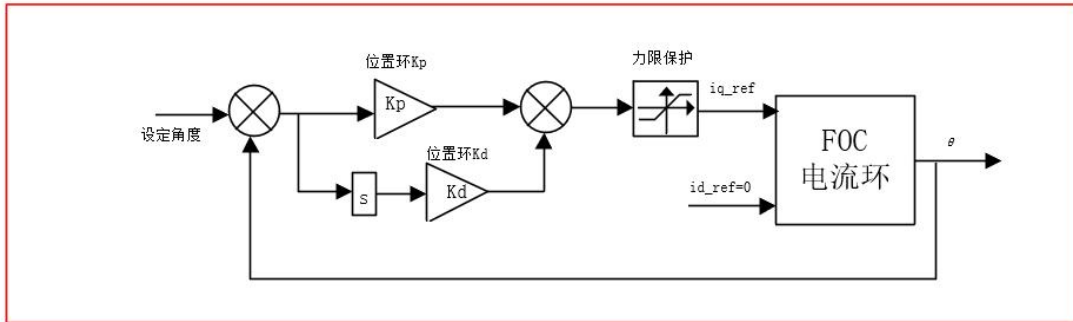 位置环Kp
力限保护
Kp
iq_ref
设定角度
位置环Kd
FOC
电流环
θ
S
Kd
id_ref=0